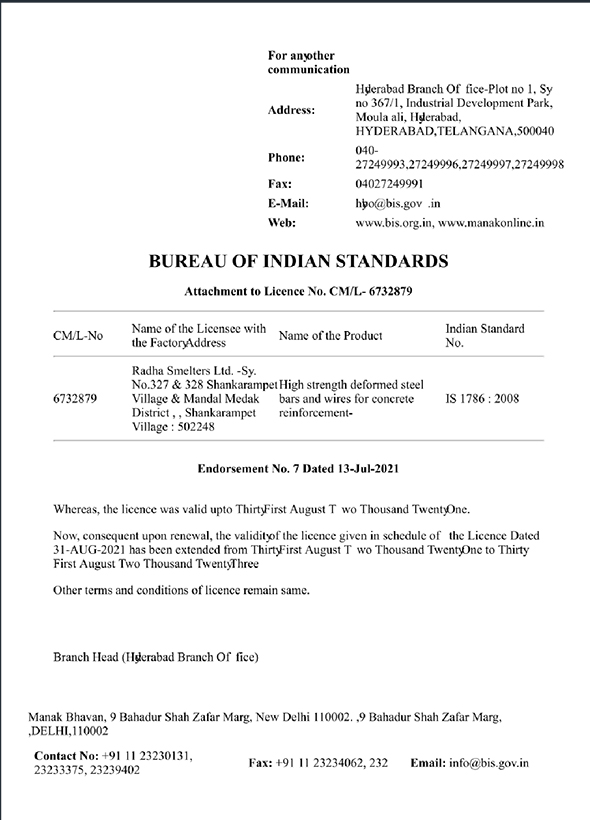 For anyother
communication
Address:
Hyderabad Branch Of fice-Plot no 1, Sy
no 367/1, Industrial Development Park,
Moula ali, Hyderabad,
HYDERABAD,TELANGANA,500040
Phone:
040-
27249993,27249996,27249997,27249998
Fax: 04027249991
E-Mail: hybo@bis.gov .in
Web: www.bis.org.in, www.manakonline.in
BUREAU OF INDIAN STANDARDS
Attachment to Licence No. CM/L- 6732879
CM/L-No
Name of the Licensee with
the FactoryAddress
Name of the Product
Indian Standard
No.
6732879
Radha Smelters Ltd. -Sy.
No.327 & 328 Shankarampet
Village & Mandal Medak
District , , Shankarampet
Village : 502248
High strength deformed steel
bars and wires for concrete
reinforcement-
IS 1786 : 2008
Endorsement No. 7 Dated 13-Jul-2021
Whereas, the licence was valid upto ThirtyFirst August T wo Thousand TwentyOne.
Now, consequent upon renewal, the validityof the licence given in schedule of the Licence Dated
31-AUG-2021 has been extended from ThirtyFirst August T wo Thousand TwentyOne to Thirty
First August Two Thousand TwentyThree
Other terms and conditions of licence remain same.
Branch Head (Hyderabad Branch Of fice)
Manak Bhavan, 9 Bahadur Shah Zafar Marg, New Delhi 110002. ,9 Bahadur Shah Zafar Marg,
,DELHI,110002
Contact No: +91 11 23230131,
23233375, 23239402
Fax: +91 11 23234062, 232
Email: info@bis.gov.in